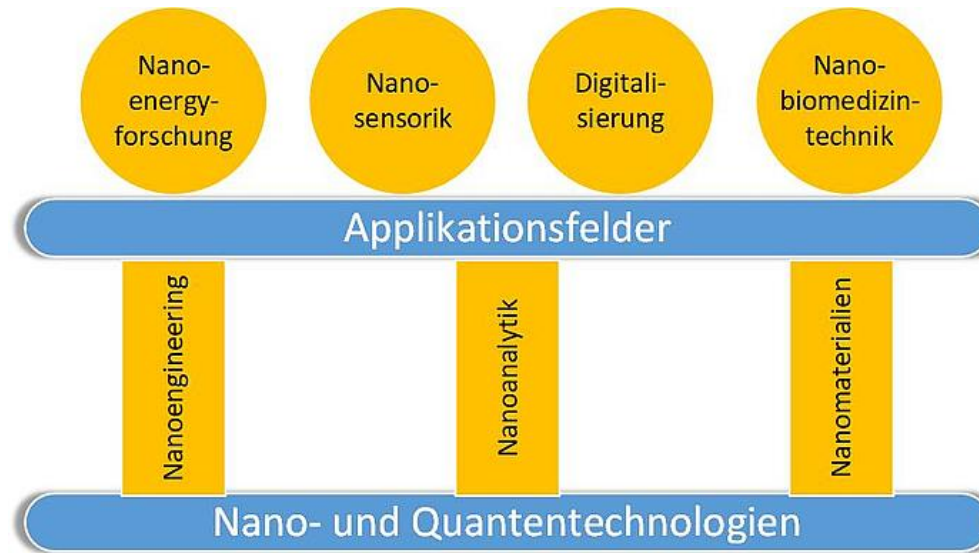 Nano-
energy-
forschung
Nano-
sensorik
Digitali-
sierung
Nano-
biomedizin-
technik
Applikationsfelder
Nanoengineering
Nanoanalytik
Nanomaterialien
Nano- und Quantentechnologien